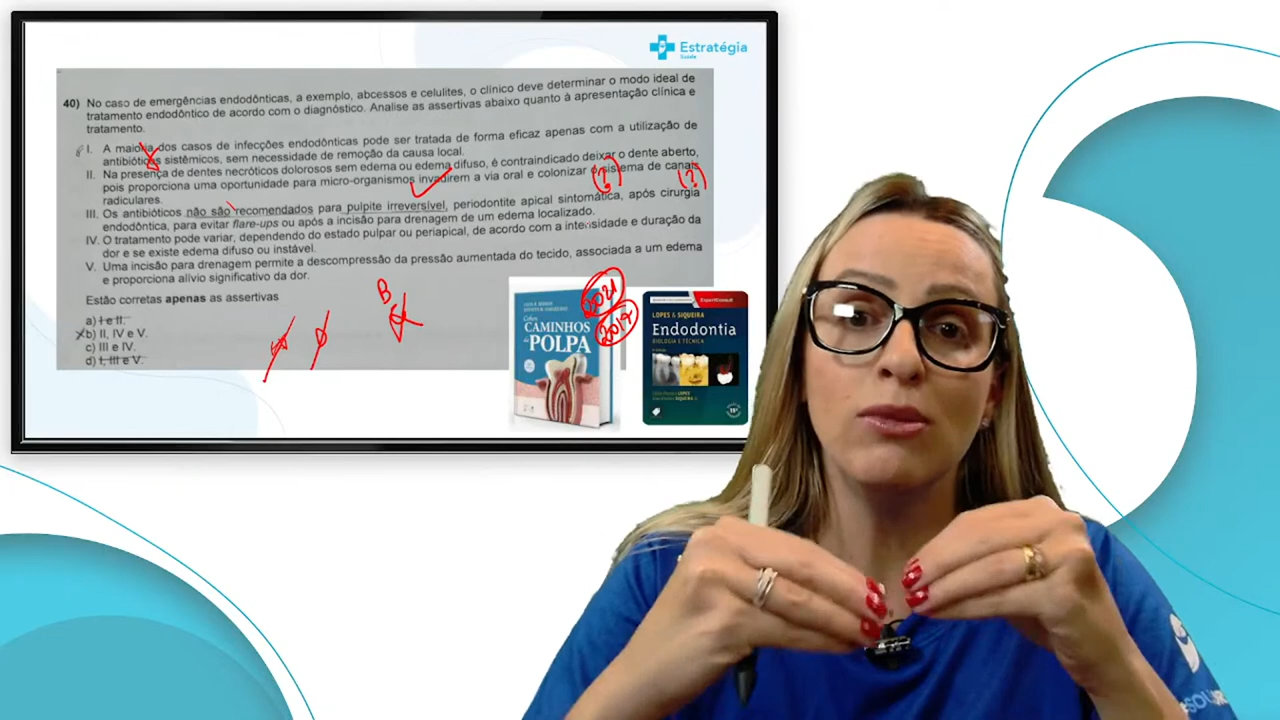 Estratégia
Saúde
40) No caso de emergências endodônticas, a exemplo, abcessos e celulites, o clínico deve determinar o modo ideal de
tratamento endodôntico de acordo com o diagnóstico. Analise as assertivas abaixo quanto à apresentação clínica e
tratamento.
I. A maioria dos casos de infecções endodônticas pode ser tratada de forma eficaz apenas com a utilização de
antibióticos sistêmicos, sem necessidade de remoção da causa local.
II. Na presença de dentes necróticos dolorosos sem edema ou edema difuso, é contraindicado deixar o dente aberto,
pois proporciona uma oportunidade para micro-organismos invadirem a via oral e colonizar o sistema de canais
radiculares.
(?) (?)
III. Os antibióticos não são recomendados para pulpite irreversível, periodontite apical sintomática, após cirurgia
endodôntica, para evitar flare-ups ou após a incisão para drenagem de um edema localizado.
IV. O tratamento pode variar, dependendo do estado pulpar ou periapical, de acordo com a intensidade e duração da
dor e se existe edema difuso ou instável.
V. Uma incisão para drenagem permite a descompressão da pressão aumentada do tecido, associada a um edema
e proporciona alívio significativo da dor.
Estão corretas apenas as assertivas
a) I e II.
b) II, IV e V.
c) III e IV.
d) I, III e V.
B
2021
2019
CAMINHOS
da POLPA
ExpertConsult
LOPES & SIQUEIRA
Endodontia
BIOLOGIA E TÉCNICA